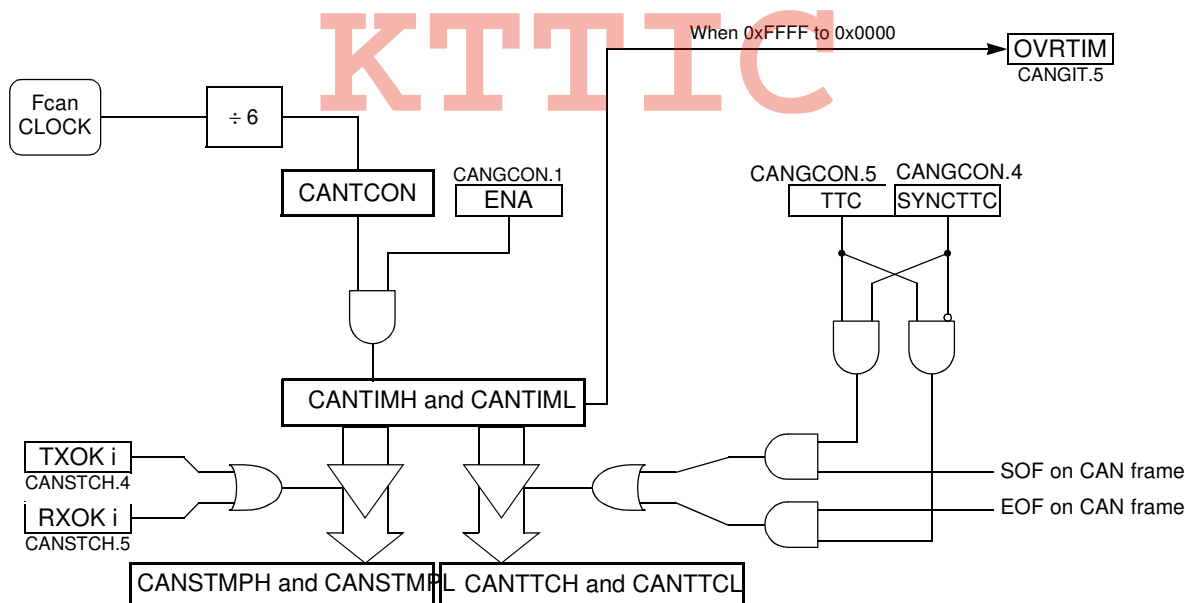 KTTIC
When 0xFFFF to 0x0000
OVRTIM
CANGIT.5
Fcan
CLOCK
÷ 6
CANTCON
CANGCON.1
ENA
CANGCON.5
CANGCON.4
TTC
SYNCTTC
CANTIMH and CANTIML
TXOK i
CANSTCH.4
RXOK i
CANSTCH.5
SOF on CAN frame
EOF on CAN frame
CANSTMPH and CANSTMPL
CANTTCH and CANTTCL